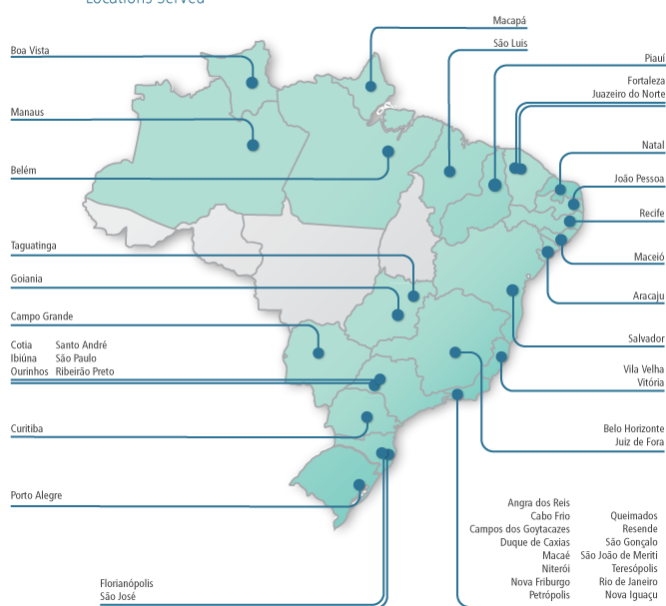 Locations Served
Macapá
São Luis
Boa Vista
Piauí
Fortaleza
Juazeiro do Norte
Manaus
Natal
Belém
João Pessoa
Recife
Taguatinga
Maceió
Goiania
Aracaju
Campo Grande
Salvador
Cotia Santo André
Ibiúna São Paulo
Ourinhos Ribeirão Preto
Vila Velha
Vitória
Curitiba
Belo Horizonte
Juiz de Fora
Porto Alegre
Angra dos Reis
Cabo Frio Queimados
Campos dos Goytacazes Resende
Duque de Caxias São Gonçalo
Macaé São João de Meriti
Niterói Teresópolis
Nova Friburgo Rio de Janeiro
Petrópolis Nova Iguaçu
Florianópolis
São José